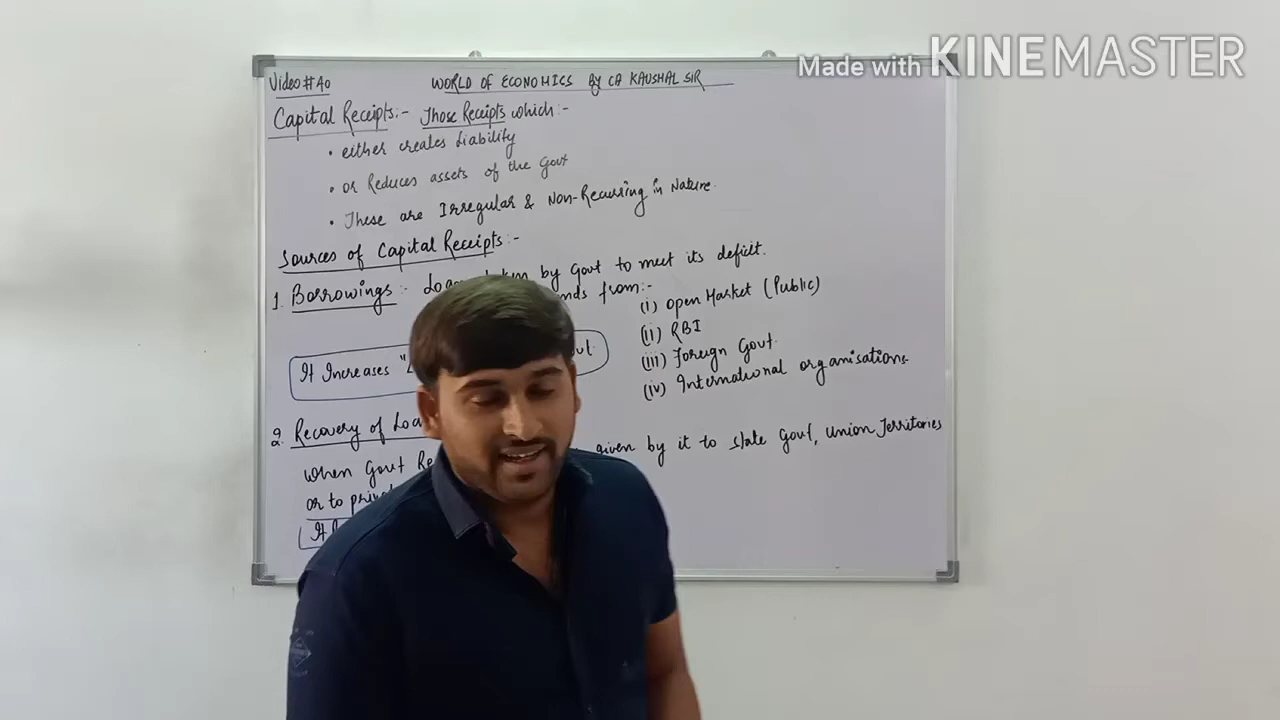 Made with KINEMASTER
Video#40 WORLD OF ECONOMICS By CA KAUSHAL SIR
Capital Receipts:- Those Receipts which:-
• either creates Liability
• or Reduces assets of the Govt
• These are Irregular & Non-Recurring in Nature.
Sources of Capital Receipts:-
1. Borrowings:- by Govt to meet its deficit.
from:-
(i) Open Market (Public)
(ii) RBI
(iii) Foreign Govt.
(iv) International organisations
It Increases
2. Recovery of
when Govt given by it to state Govt, Union Territories
or to
It